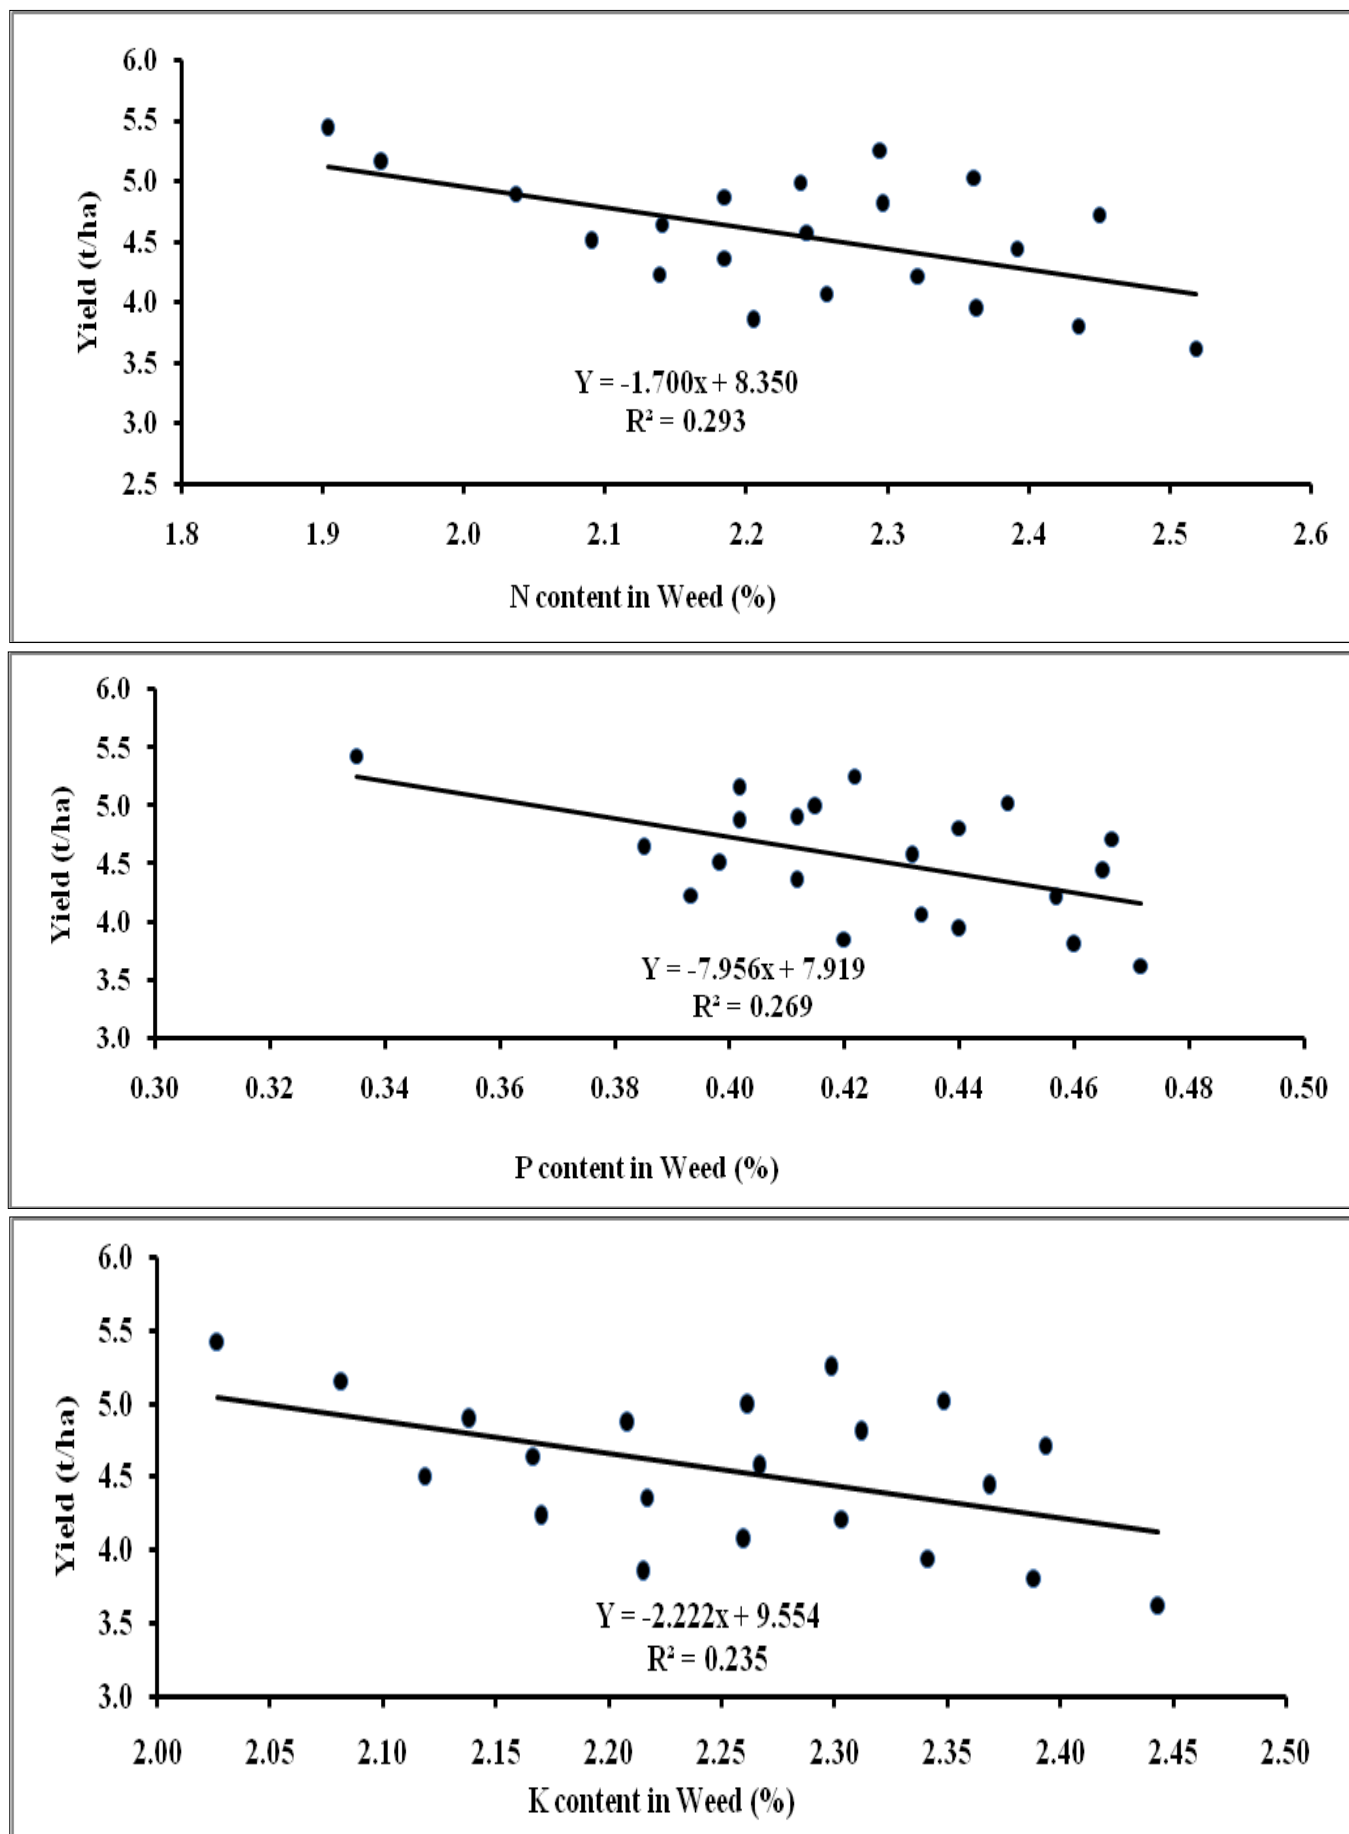 6.0
5.5
5.0
4.5
4.0
3.5
3.0
2.5
Yield (t/ha)
Y = -1.700x + 8.350
R² = 0.293
1.8 1.9 2.0 2.1 2.2 2.3 2.4 2.5 2.6
N content in Weed (%)
6.0
5.5
5.0
4.5
4.0
3.5
3.0
Yield (t/ha)
Y = -7.956x + 7.919
R² = 0.269
0.30 0.32 0.34 0.36 0.38 0.40 0.42 0.44 0.46 0.48 0.50
P content in Weed (%)
6.0
5.5
5.0
4.5
4.0
3.5
3.0
Yield (t/ha)
Y = -2.222x + 9.554
R² = 0.235
2.00 2.05 2.10 2.15 2.20 2.25 2.30 2.35 2.40 2.45 2.50
K content in Weed (%)